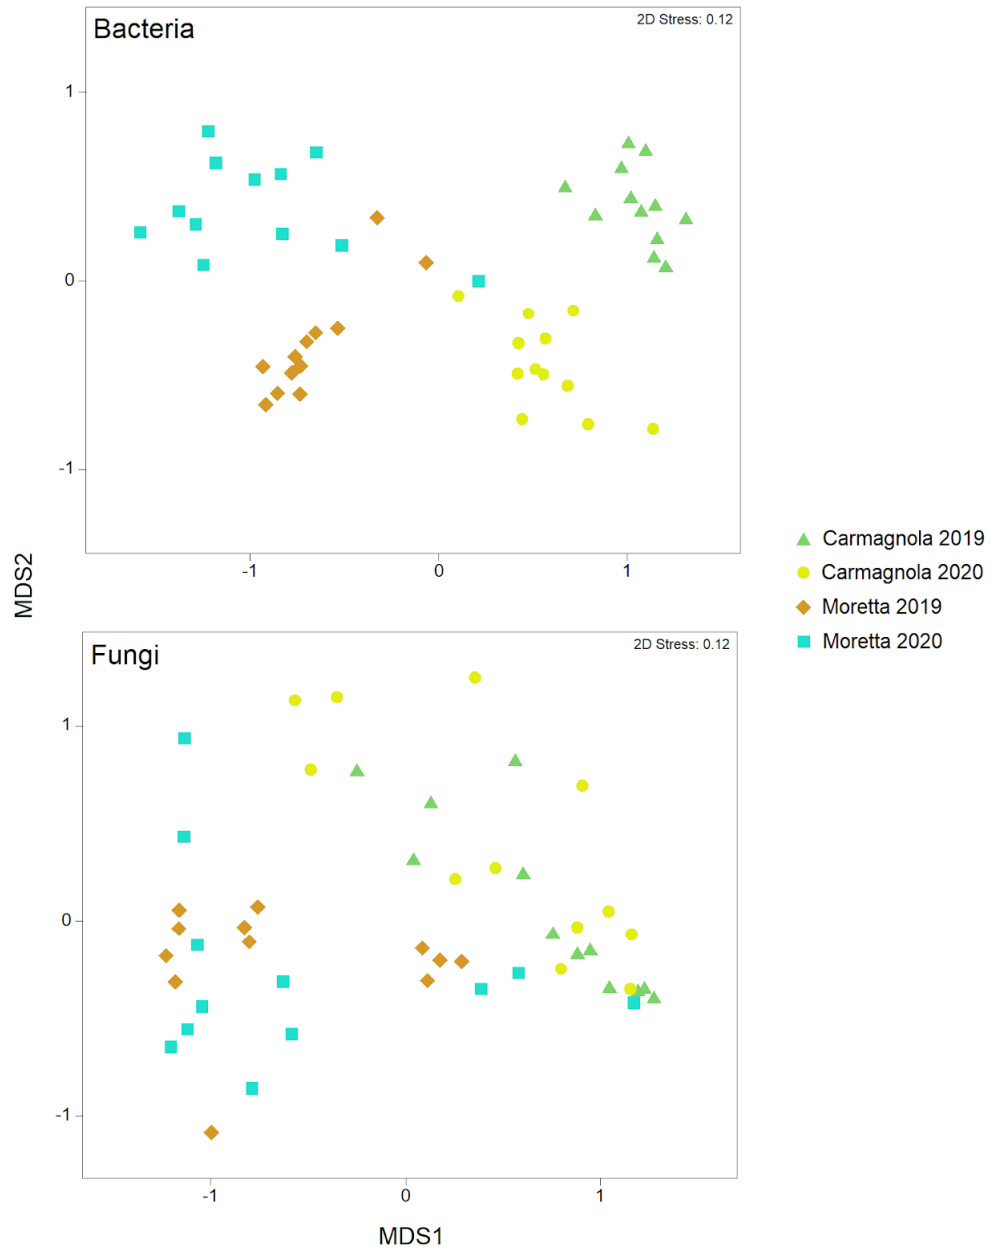 Bacteria
2D Stress: 0.12
1
0
-1
-1 0 1
MDS2
Carmagnola 2019
Carmagnola 2020
Moretta 2019
Moretta 2020
Fungi
2D Stress: 0.12
1
0
-1
-1 0 1
MDS1